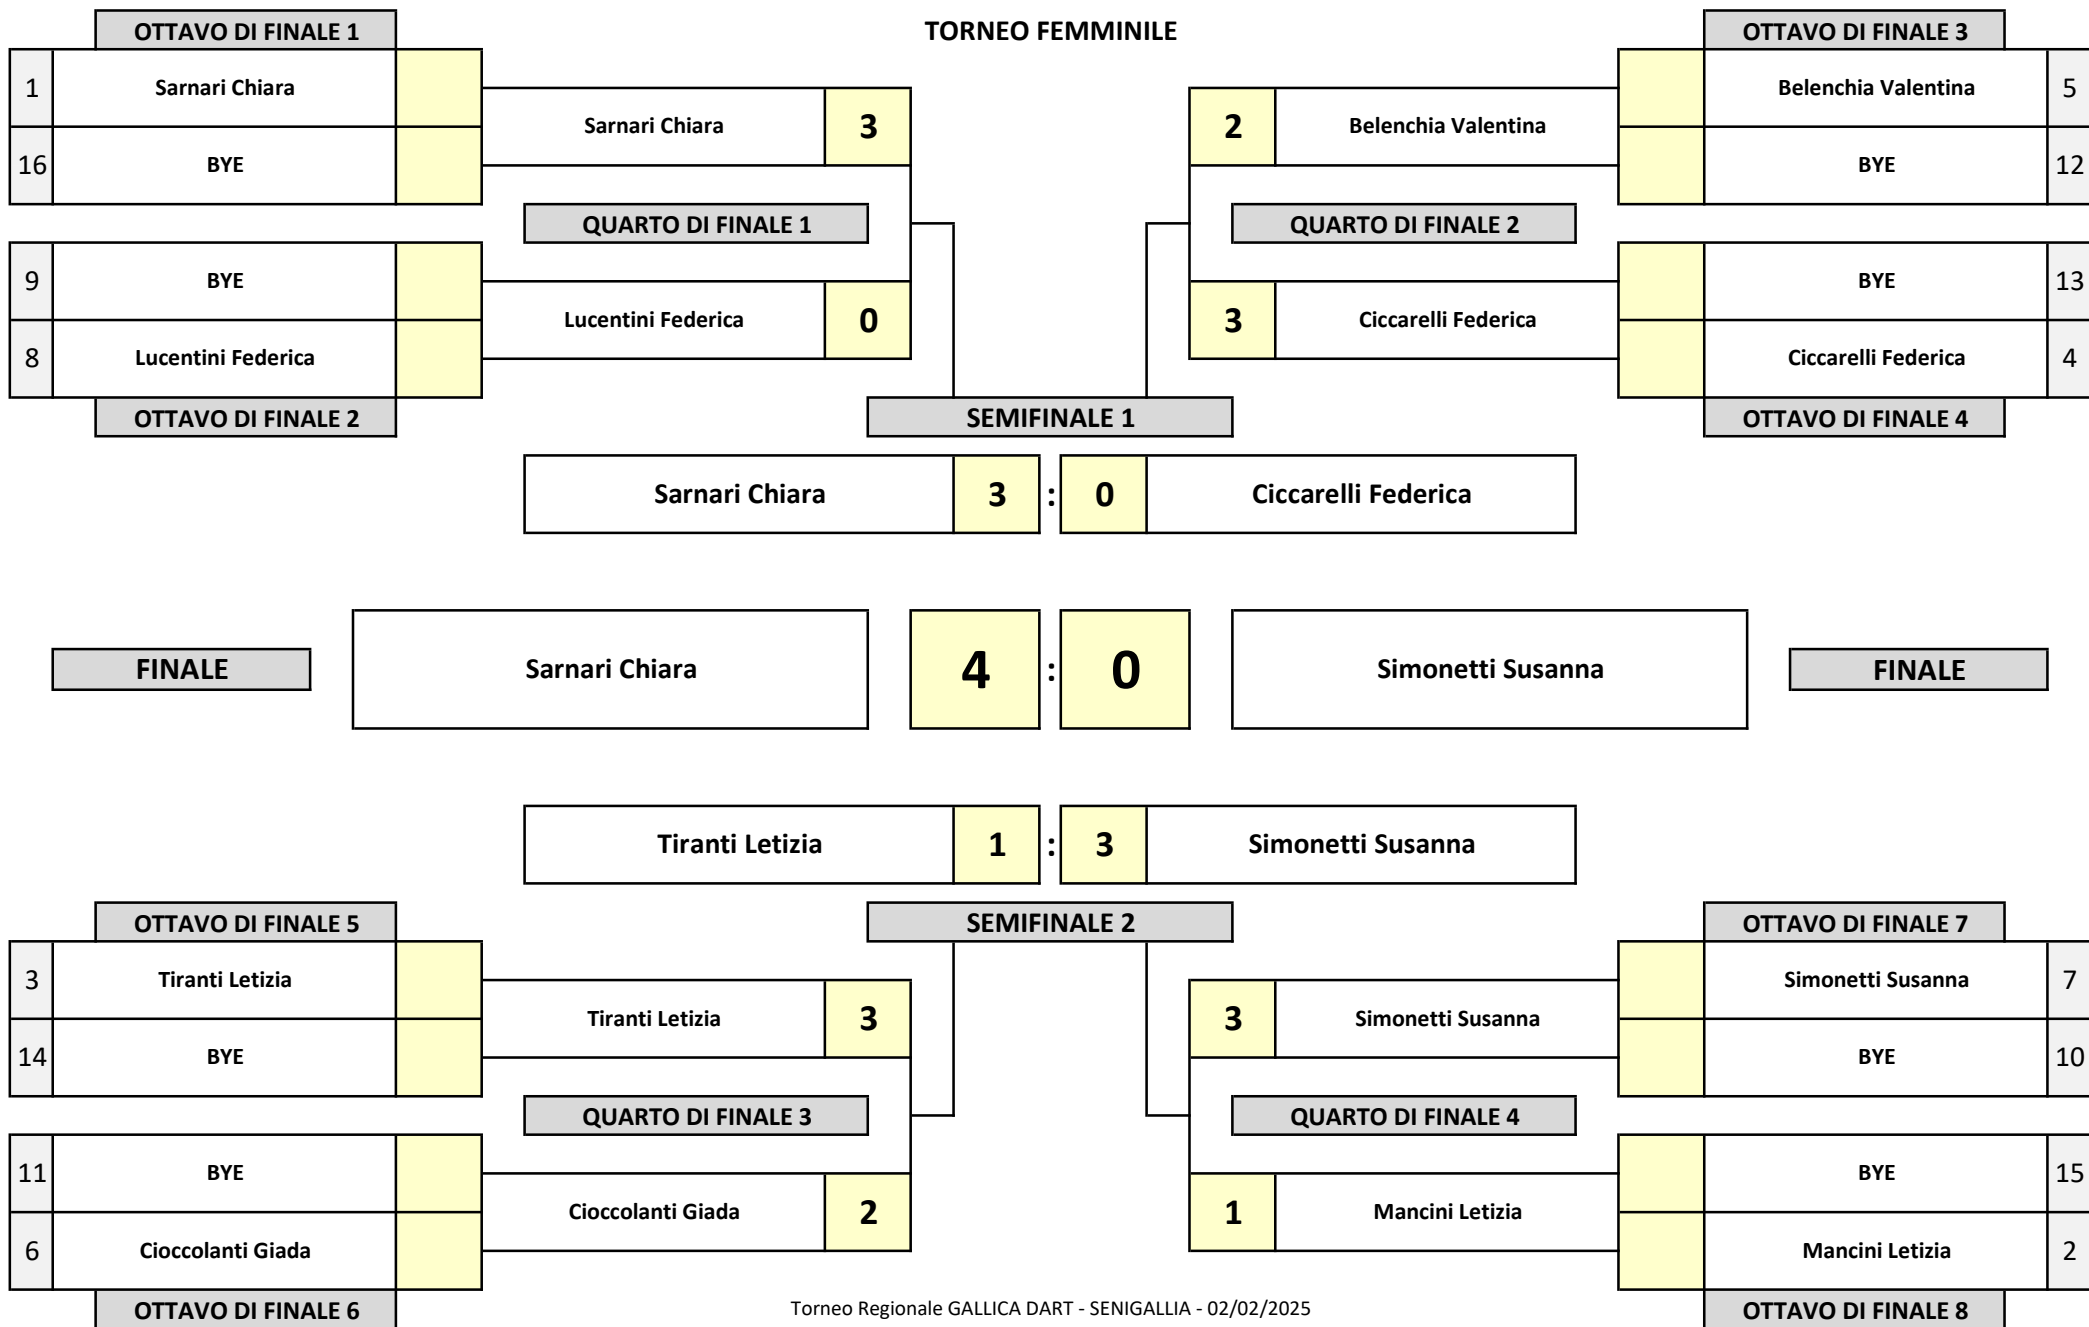 OTTAVO DI FINALE 1 TORNEO FEMMINILE OTTAVO DI FINALE 3
1 Sarnari Chiara Belenchia Valentina 5
Sarnari Chiara 3 2 Belenchia Valentina
16 BYE BYE 12
QUARTO DI FINALE 1 QUARTO DI FINALE 2
9 BYE BYE 13
Lucentini Federica 0 3 Ciccarelli Federica
8 Lucentini Federica Ciccarelli Federica 4
OTTAVO DI FINALE 2 SEMIFINALE 1 OTTAVO DI FINALE 4
Sarnari Chiara 3 : 0 Ciccarelli Federica
FINALE Sarnari Chiara 4 : 0 Simonetti Susanna FINALE
Tiranti Letizia 1 : 3 Simonetti Susanna
OTTAVO DI FINALE 5 SEMIFINALE 2 OTTAVO DI FINALE 7
3 Tiranti Letizia Simonetti Susanna 7
Tiranti Letizia 3 3 Simonetti Susanna
14 BYE BYE 10
QUARTO DI FINALE 3 QUARTO DI FINALE 4
11 BYE BYE 15
Cioccolanti Giada 2 1 Mancini Letizia
6 Cioccolanti Giada Mancini Letizia 2
OTTAVO DI FINALE 6 Torneo Regionale GALLICA DART - SENIGALLIA - 02/02/2025 OTTAVO DI FINALE 8